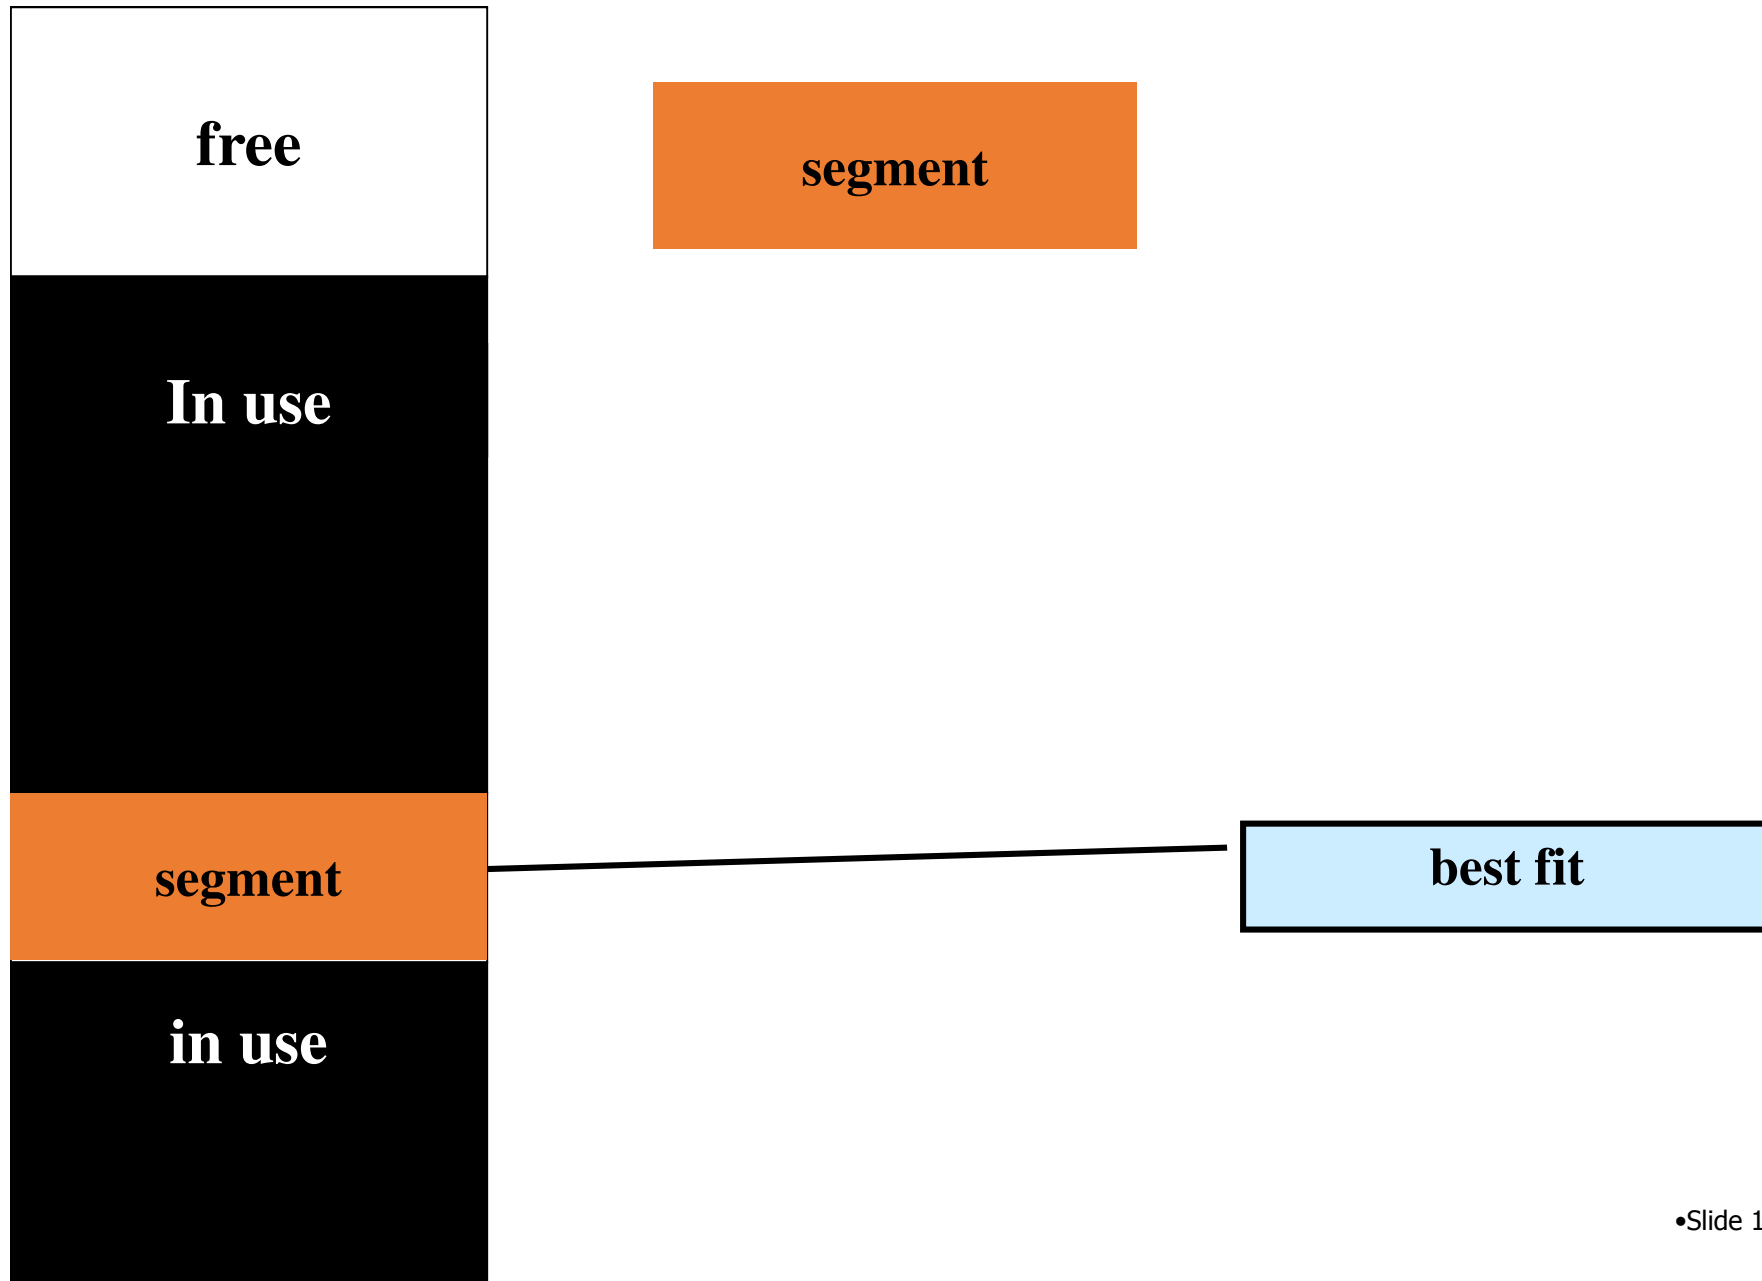 free
segment
In use
segment
best fit
in use
•Slide 1